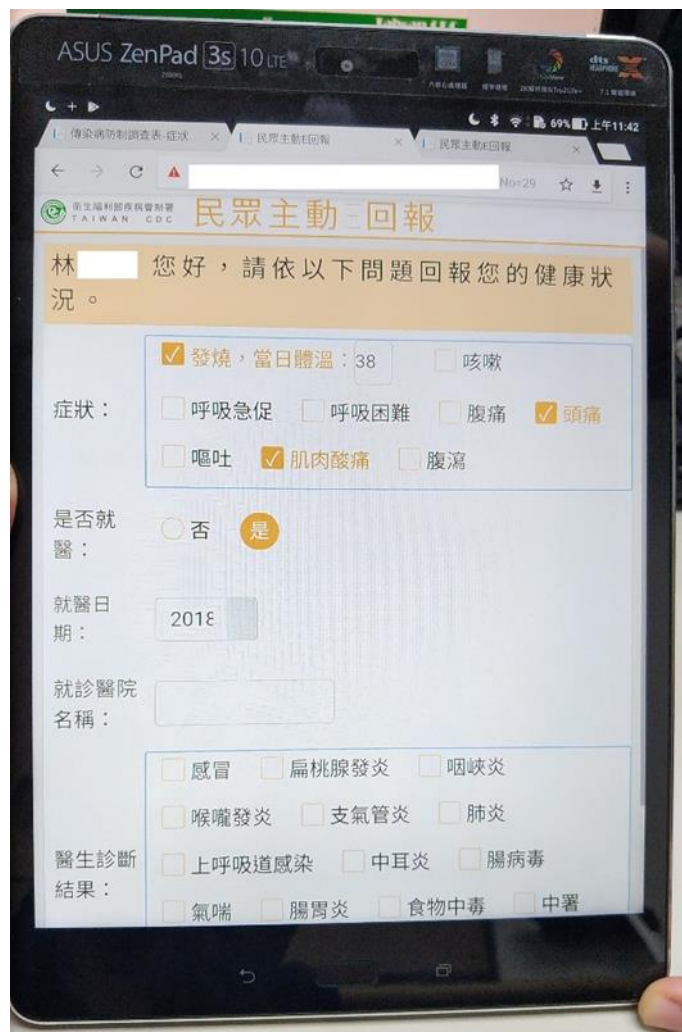 ASUS ZenPad 3s 10 LTE
dts
上午11:42
69%
傳染病防制調查表-症狀
民眾主動E回報
民眾主動E回報
No=29
衛生福利部疾病管制署
TAIWAN CDC
民眾主動E回報
林 您好，請依以下問題回報您的健康狀
況。
發燒，當日體溫：38 咳嗽
症狀：
呼吸急促 呼吸困難 腹痛 頭痛
嘔吐 肌肉酸痛 腹瀉
是否就
醫：
否 是
就醫日
期：
2018
就診醫院
名稱：
感冒 扁桃腺發炎 咽峽炎
喉嚨發炎 支氣管炎 肺炎
醫生診斷
結果：
上呼吸道感染 中耳炎 腸病毒
氣喘 腸胃炎 食物中毒 中署